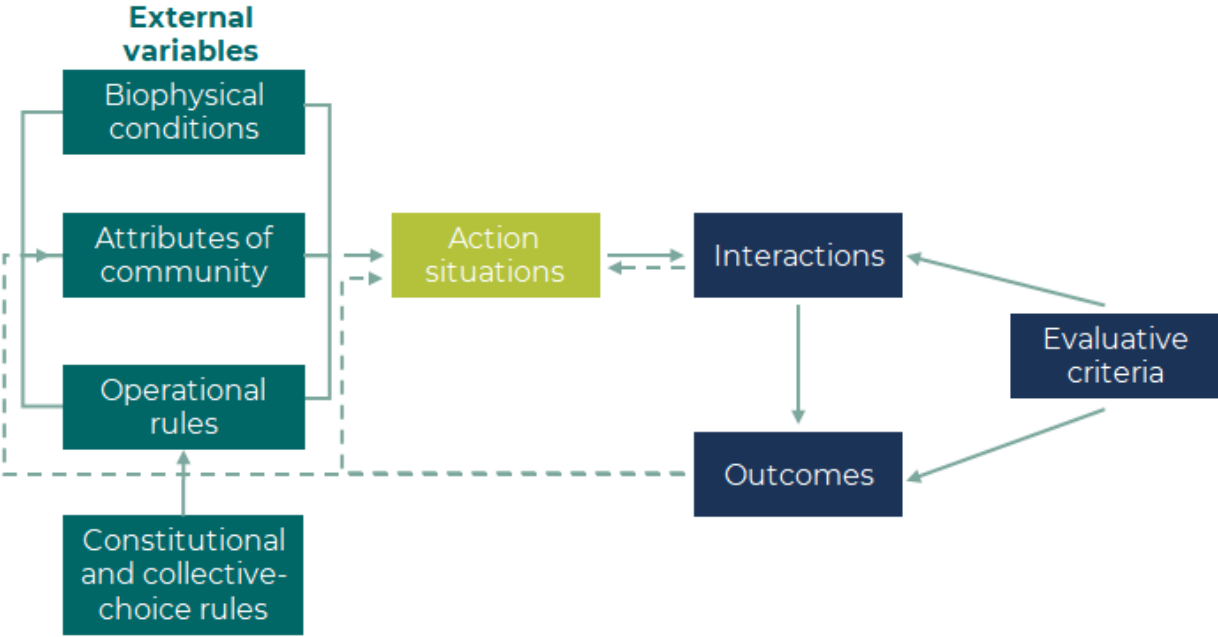 External
variables
Biophysical
conditions
Attributes of
community
Operational
rules
Constitutional
and collective-
choice rules
Action
situations
Interactions
Outcomes
Evaluative
criteria